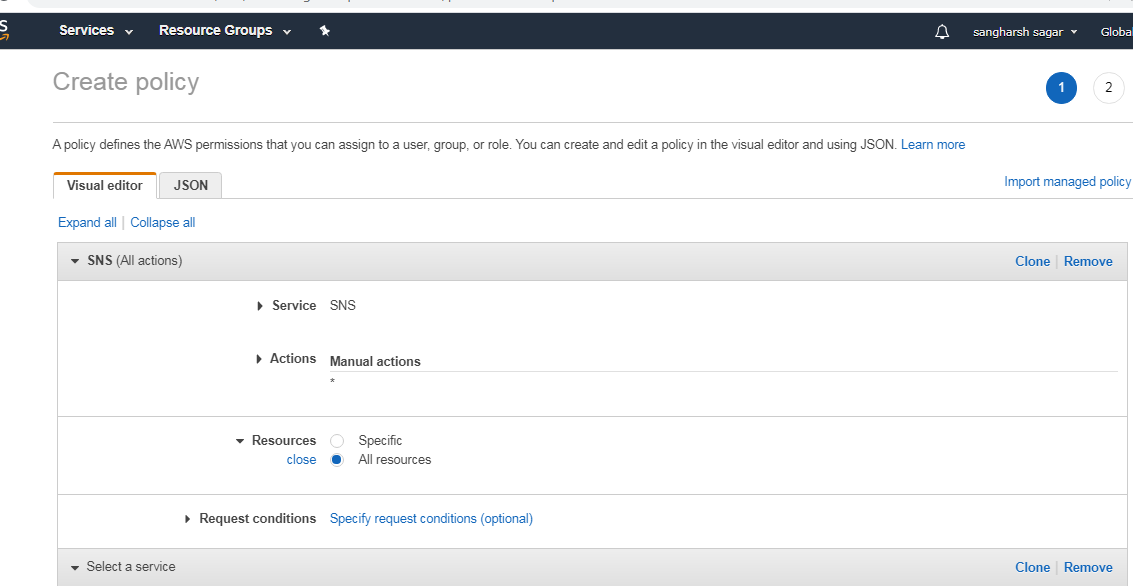 Services Resource Groups sangharsh sagar Global
Create policy 1 2
A policy defines the AWS permissions that you can assign to a user, group, or role. You can create and edit a policy in the visual editor and using JSON. Learn more
Visual editor JSON Import managed policy
Expand all | Collapse all
SNS (All actions) Clone | Remove
Service SNS
Actions Manual actions
*
Resources Specific
close All resources
Request conditions Specify request conditions (optional)
Select a service Clone | Remove